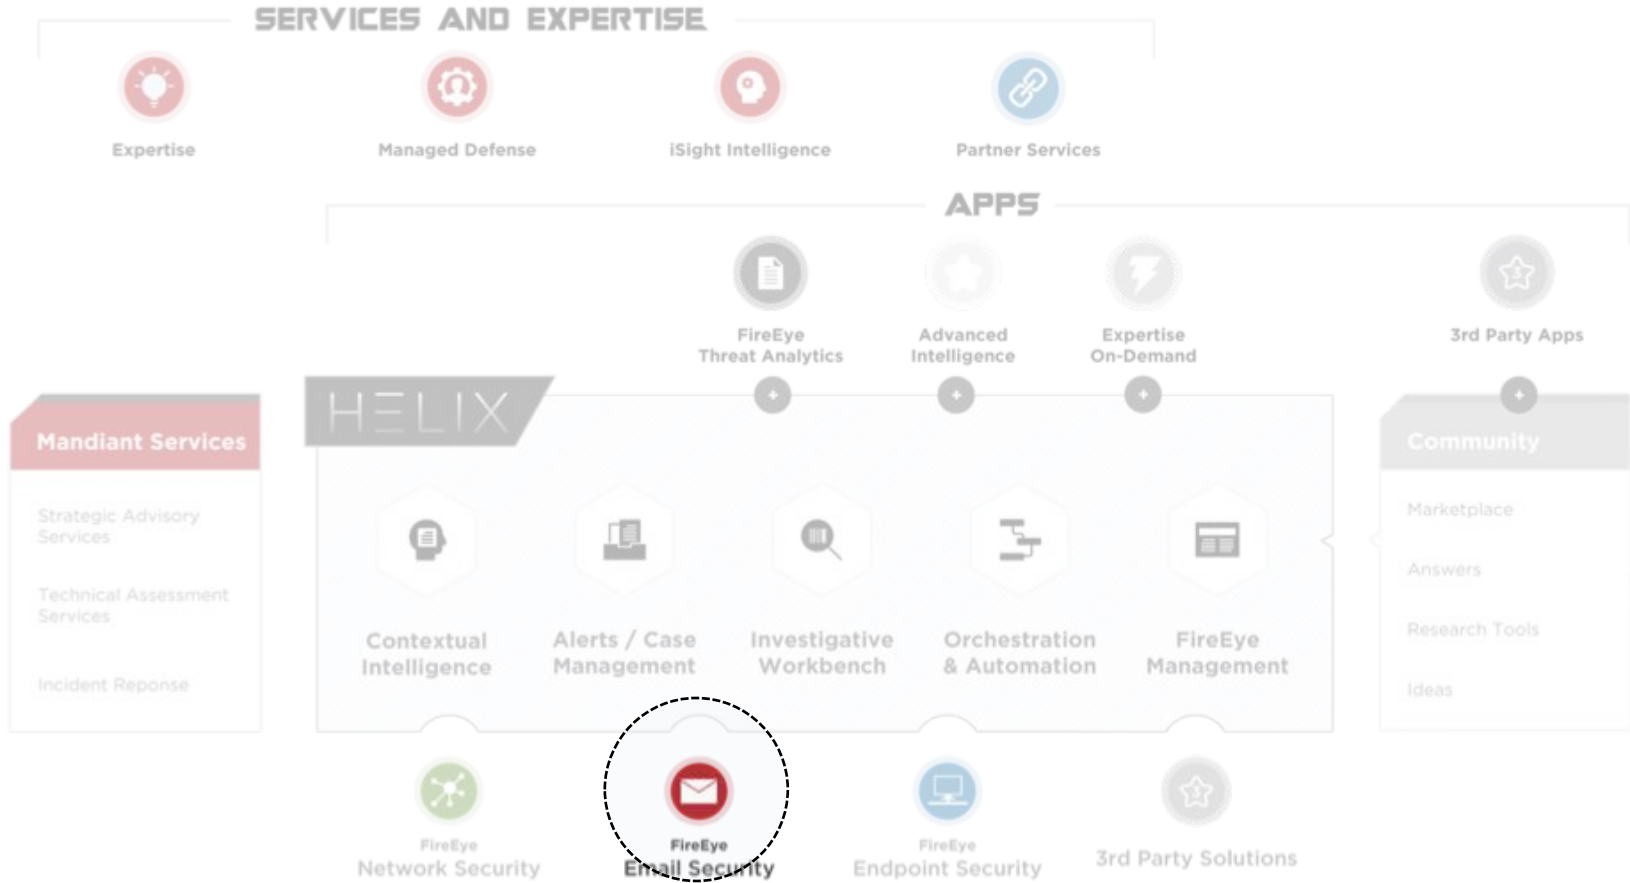 SERVICES AND EXPERTISE
Expertise
Managed Defense
iSight Intelligence
Partner Services
APPS
FireEye
Threat Analytics
Advanced
Intelligence
Expertise
On-Demand
3
3rd Party Apps
+
+
+
+
Mandiant Services
Strategic Advisory
Services
Technical Assessment
Services
Incident Reponse
HELIX
Contextual
Intelligence
Alerts / Case
Management
Investigative
Workbench
Orchestration
& Automation
FireEye
Management
Community
Marketplace
Answers
Research Tools
Ideas
FireEye
Network Security
FireEye
Email Security
FireEye
Endpoint Security
3
3rd Party Solutions